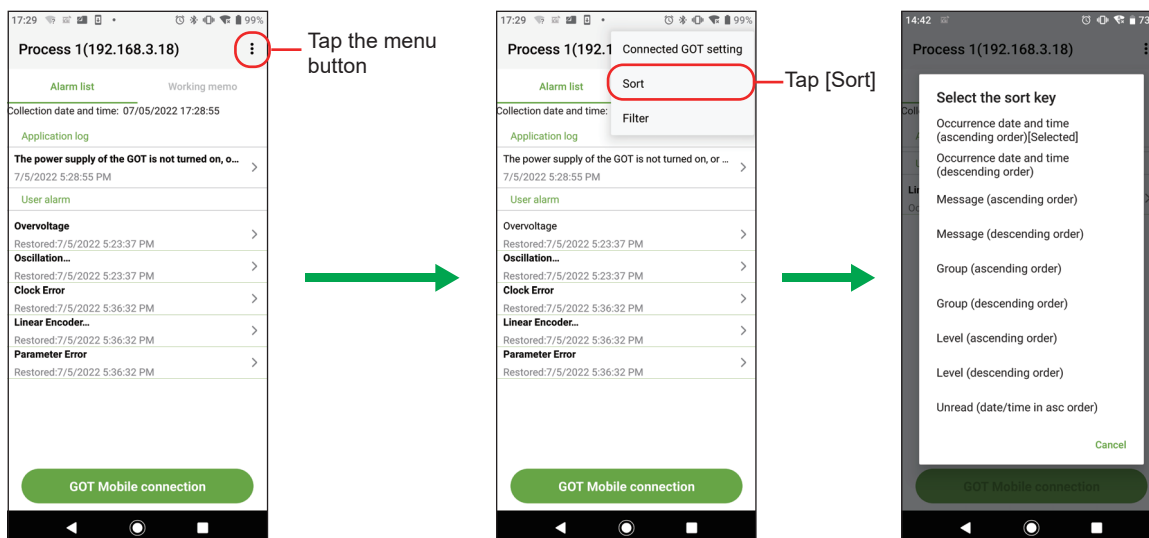 17:29 99%
Process 1(192.168.3.18)
Alarm list Working memo
Collection date and time: 07/05/2022 17:28:55
Application log
The power supply of the GOT is not turned on, o...
7/5/2022 5:28:55 PM
User alarm
Overvoltage
Restored:7/5/2022 5:23:37 PM
Oscillation...
Restored:7/5/2022 5:23:37 PM
Clock Error
Restored:7/5/2022 5:36:32 PM
Linear Encoder...
Restored:7/5/2022 5:36:32 PM
Parameter Error
Restored:7/5/2022 5:36:32 PM
GOT Mobile connection
Tap the menu
button
17:29 99%
Process 1(192.1
Connected GOT setting
Sort
Filter
Alarm list
Collection date and time:
Application log
The power supply of the GOT is not turned on, or ...
7/5/2022 5:28:55 PM
User alarm
Overvoltage
Restored:7/5/2022 5:23:37 PM
Oscillation...
Restored:7/5/2022 5:23:37 PM
Clock Error
Restored:7/5/2022 5:36:32 PM
Linear Encoder...
Restored:7/5/2022 5:36:32 PM
Parameter Error
Restored:7/5/2022 5:36:32 PM
GOT Mobile connection
Tap [Sort]
14:42 73
Process 1(192.168.3.18)
Select the sort key
Occurrence date and time
(ascending order)[Selected]
Occurrence date and time
(descending order)
Message (ascending order)
Message (descending order)
Group (ascending order)
Group (descending order)
Level (ascending order)
Level (descending order)
Unread (date/time in asc order)
Cancel
GOT Mobile connection